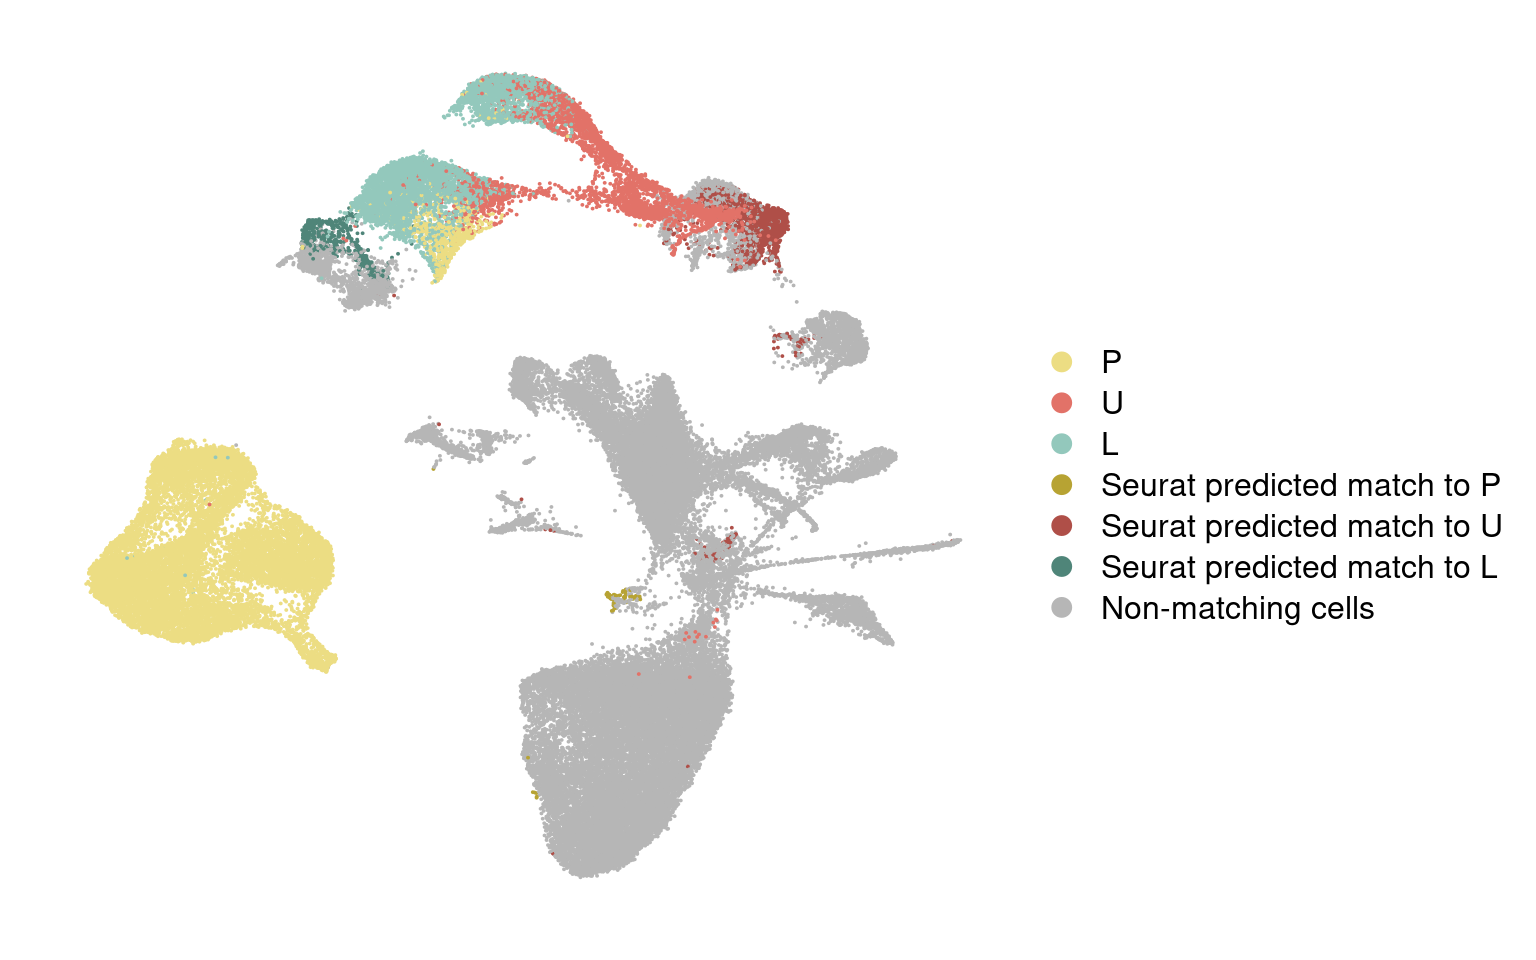 P
U
L
Seurat predicted match to P
Seurat predicted match to U
Seurat predicted match to L
Non-matching cells